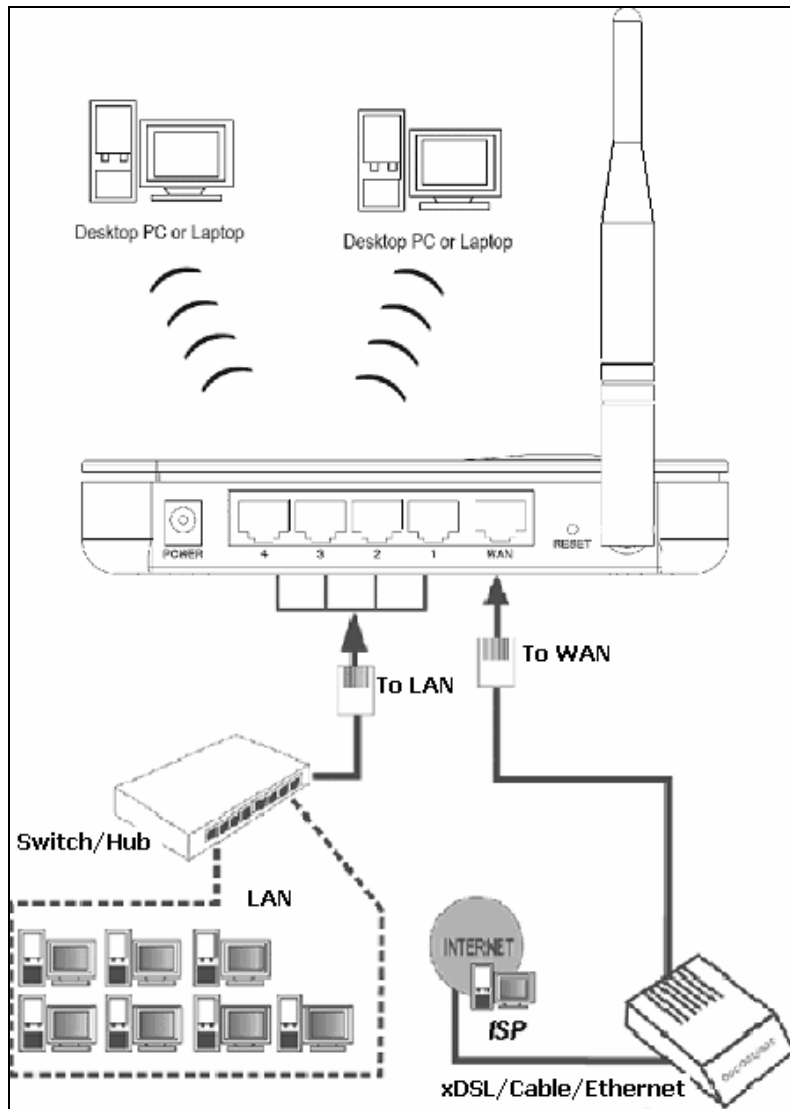 Desktop PC or Laptop
Desktop PC or Laptop
POWER
4
3
2
1
WAN
RESET
To LAN
To WAN
Switch/Hub
LAN
INTERNET
ISP
xDSL/Cable/Ethernet